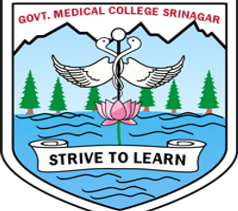 GOVT. MEDICAL COLLEGE SRINAGAR
STRIVE TO LEARN